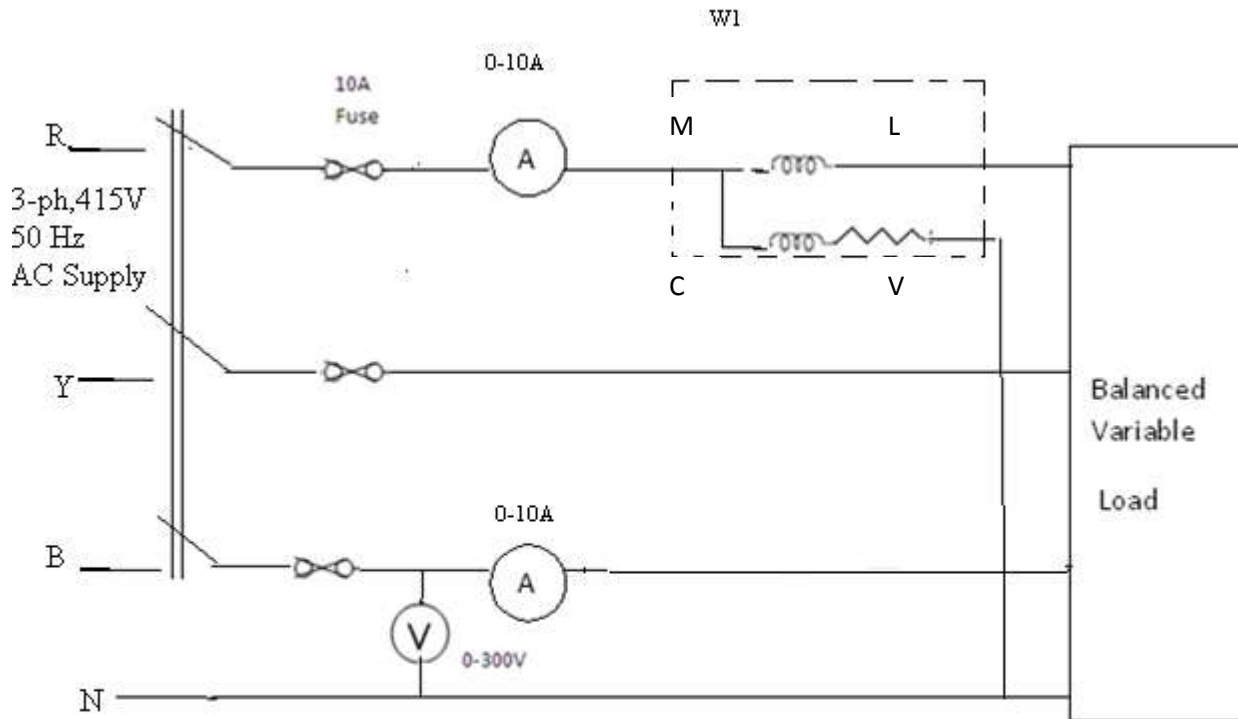 W1
0-10A
10A
Fuse
M
L
R
A
3-ph,415V
50 Hz
AC Supply
C
V
Y
Balanced
Variable
Load
0-10A
B
A
V
0-300V
N